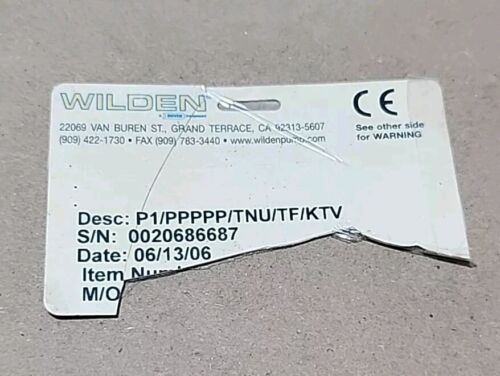 WILDEN
22069 VAN BUREN ST., GRAND TERRACE, CA 92313-5607
(909) 422-1730 • FAX (909) 783-3440 • www.wildenpump.com
CE
See other side
for WARNING
Desc: P1/PPPPP/TNU/TF/KTV
S/N: 0020686687
Date: 06/13/06
Item
M/O